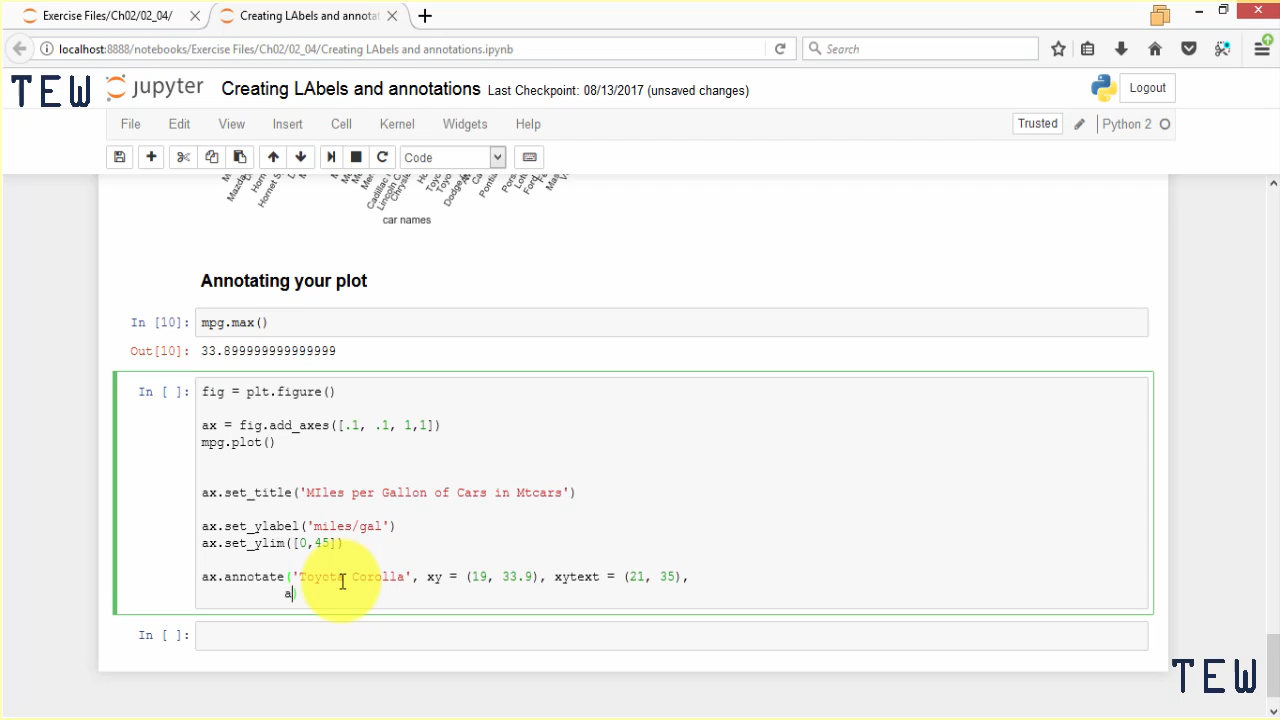 Exercise Files/Ch02/02_04/
Creating LAbels and annotat
localhost:8888/notebooks/Exercise Files/Ch02/02_04/Creating LAbels and annotations.ipynb
Search
TEW
jupyter
Creating LAbels and annotations
Last Checkpoint: 08/13/2017 (unsaved changes)
Logout
File Edit View Insert Cell Kernel Widgets Help
Trusted
Python 2
Code
car names
Annotating your plot
In [10]: mpg.max()
Out[10]: 33.899999999999999
In [ ]: fig = plt.figure()
ax = fig.add_axes([.1, .1, 1,1])
mpg.plot()
ax.set_title('MIles per Gallon of Cars in Mtcars')
ax.set_ylabel('miles/gal')
ax.set_ylim([0,45])
ax.annotate('Toyota Corolla', xy = (19, 33.9), xytext = (21, 35),
a)
In [ ]:
TEW